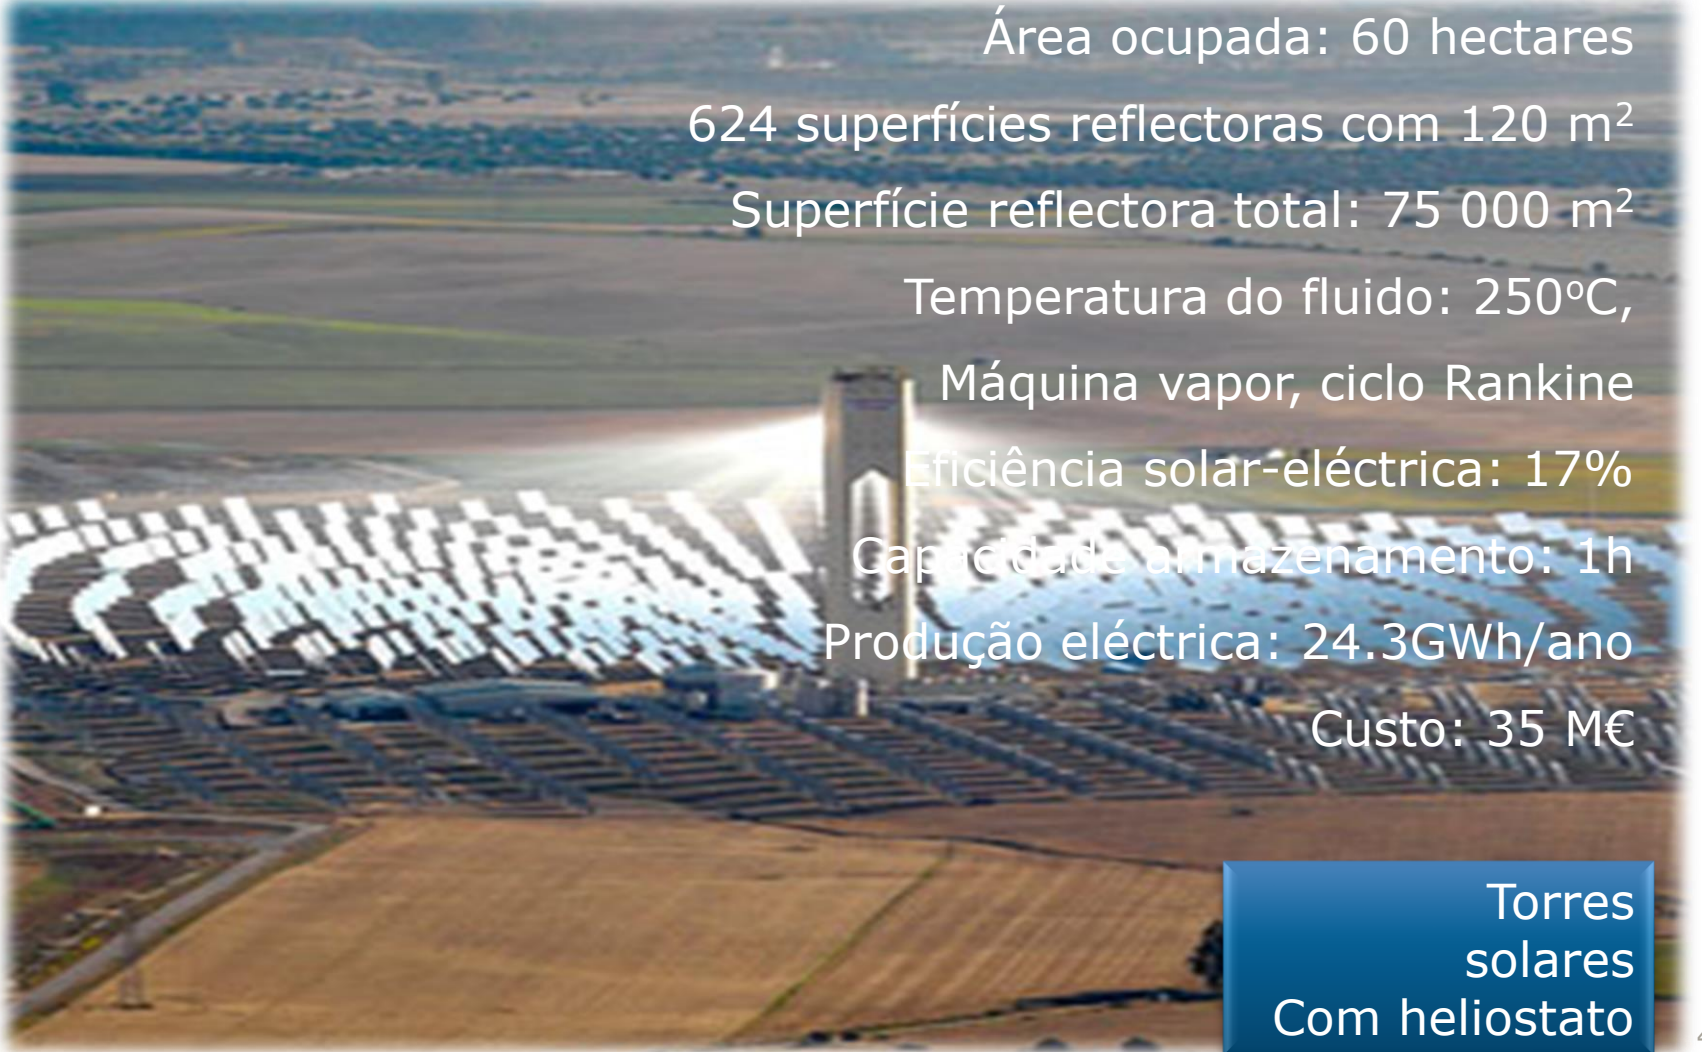 Área ocupada: 60 hectares
624 superfícies reflectoras com 120 m²
Superfície reflectora total: 75 000 m²
Temperatura do fluido: 250ºC,
Máquina vapor, ciclo Rankine
Eficiência solar-eléctrica: 17%
Capacidade armazenamento: 1h
Produção eléctrica: 24.3GWh/ano
Custo: 35 M€
Torres
solares
Com heliostato